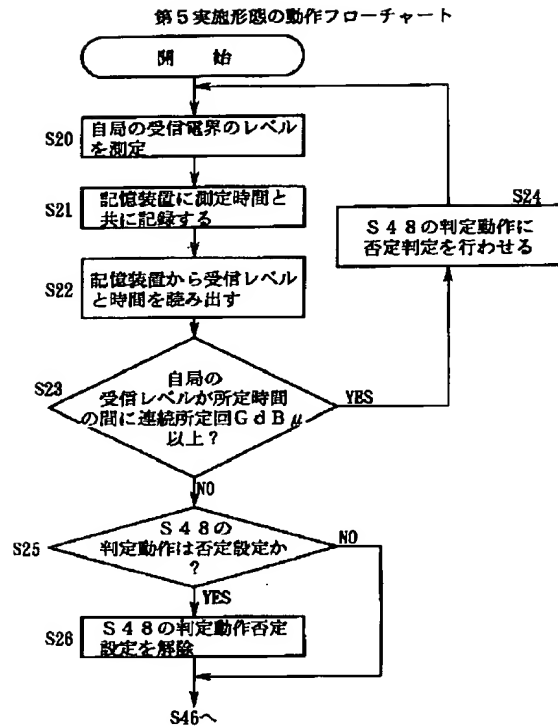 第5実施形態の動作フローチャート
開始
S20
自局の受信電界のレベル
を測定
S21
記憶装置に測定時間と
共に記録する
S22
記憶装置から受信レベル
と時間を読み出す
S23
自局の
受信レベルが所定時間
の間に連続所定回GdBμ
以上?
YES
S24
S48の判定動作に
否定判定を行わせる
NO
S25
S48の
判定動作は否定設定か
?
NO
YES
S26
S48の判定動作否定
設定を解除
S46へ